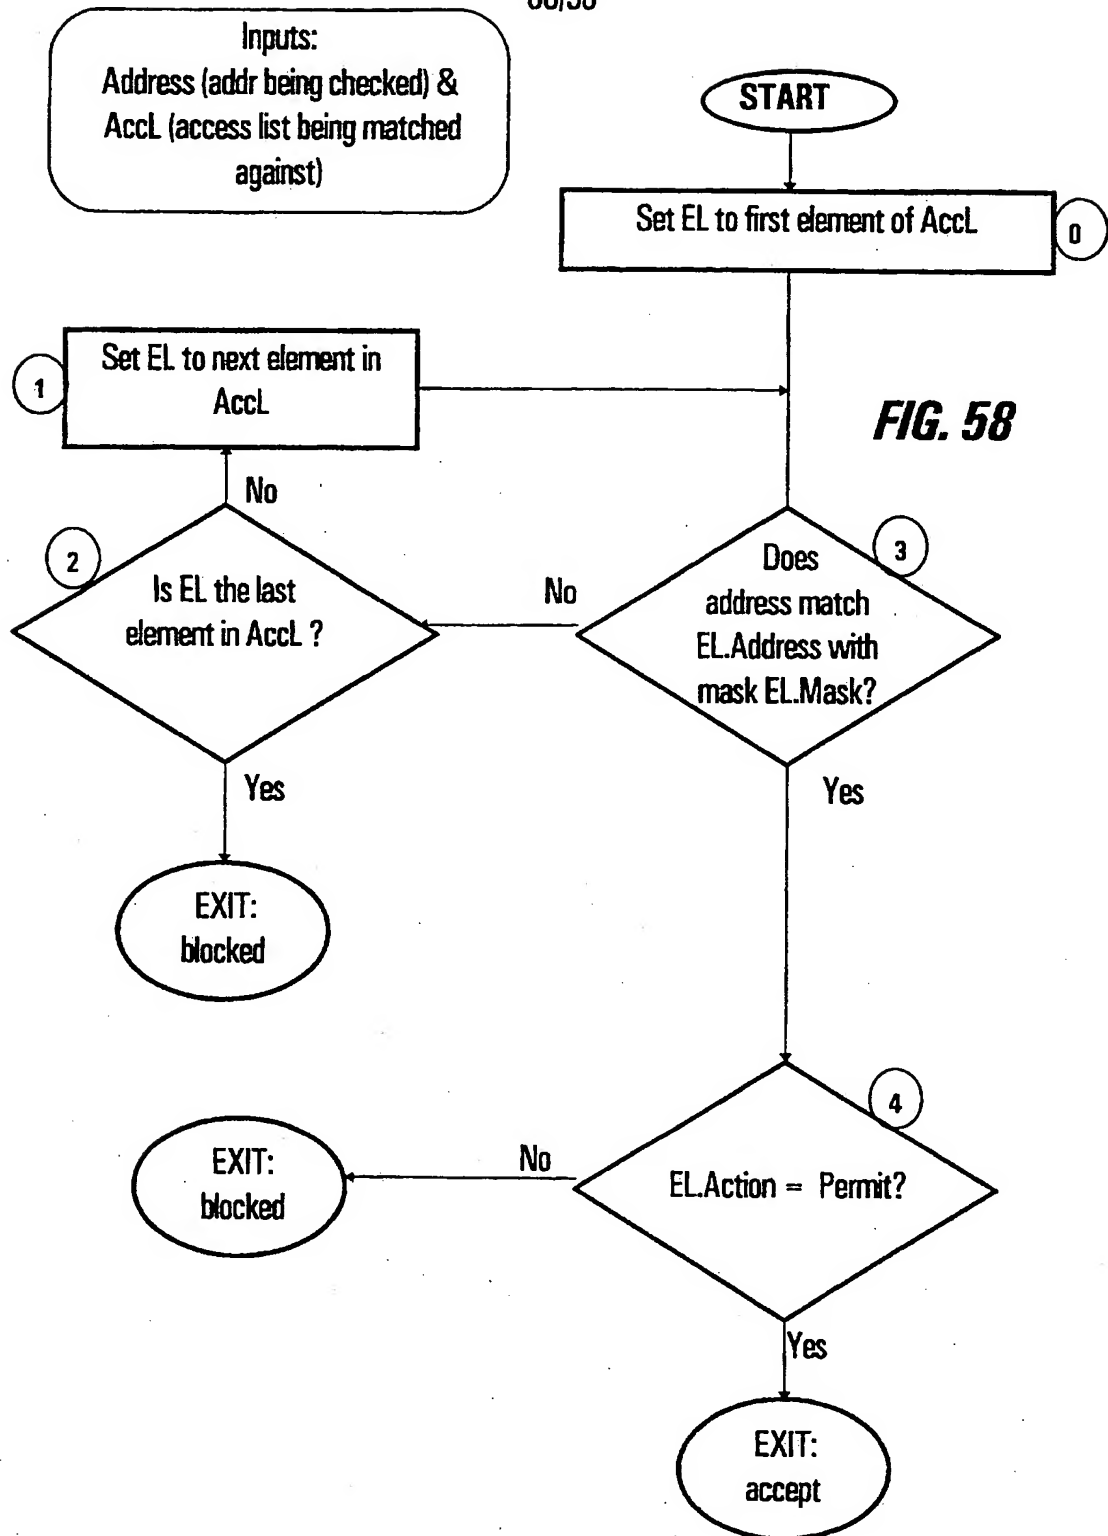 Inputs:
Address (addr being checked) &
AccL (access list being matched
against)
START
Set EL to first element of AccL
0
1
Set EL to next element in
AccL
FIG. 58
No
2
Is EL the last
element in AccL ?
No
3
Does
address match
EL.Address with
mask EL.Mask?
Yes
Yes
EXIT:
blocked
4
EXIT:
blocked
No
EL.Action = Permit?
Yes
EXIT:
accept